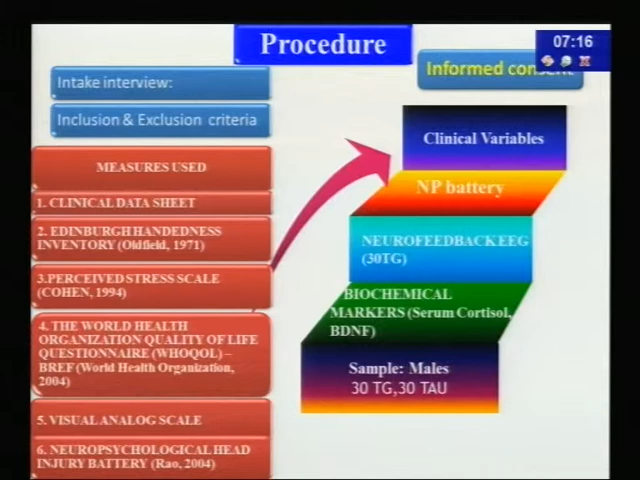 Procedure
07:16
Informed
Intake interview:
Inclusion & Exclusion criteria
MEASURES USED
1. CLINICAL DATA SHEET
2. EDINBURGH HANDEDNESS
INVENTORY (Oldfield, 1971)
3.PERCEIVED STRESS SCALE
(COHEN, 1994)
4. THE WORLD HEALTH
ORGANIZATION QUALITY OF LIFE
QUESTIONNAIRE (WHOQOL) –
BREF (World Health Organization,
2004)
5. VISUAL ANALOG SCALE
6. NEUROPSYCHOLOGICAL HEAD
INJURY BATTERY (Rao, 2004)
Clinical Variables
NP battery
NEUROFEEDBACK EEG
(30TG)
BIOCHEMICAL
MARKERS (Serum Cortisol,
BDNF)
Sample: Males
30 TG,30 TAU